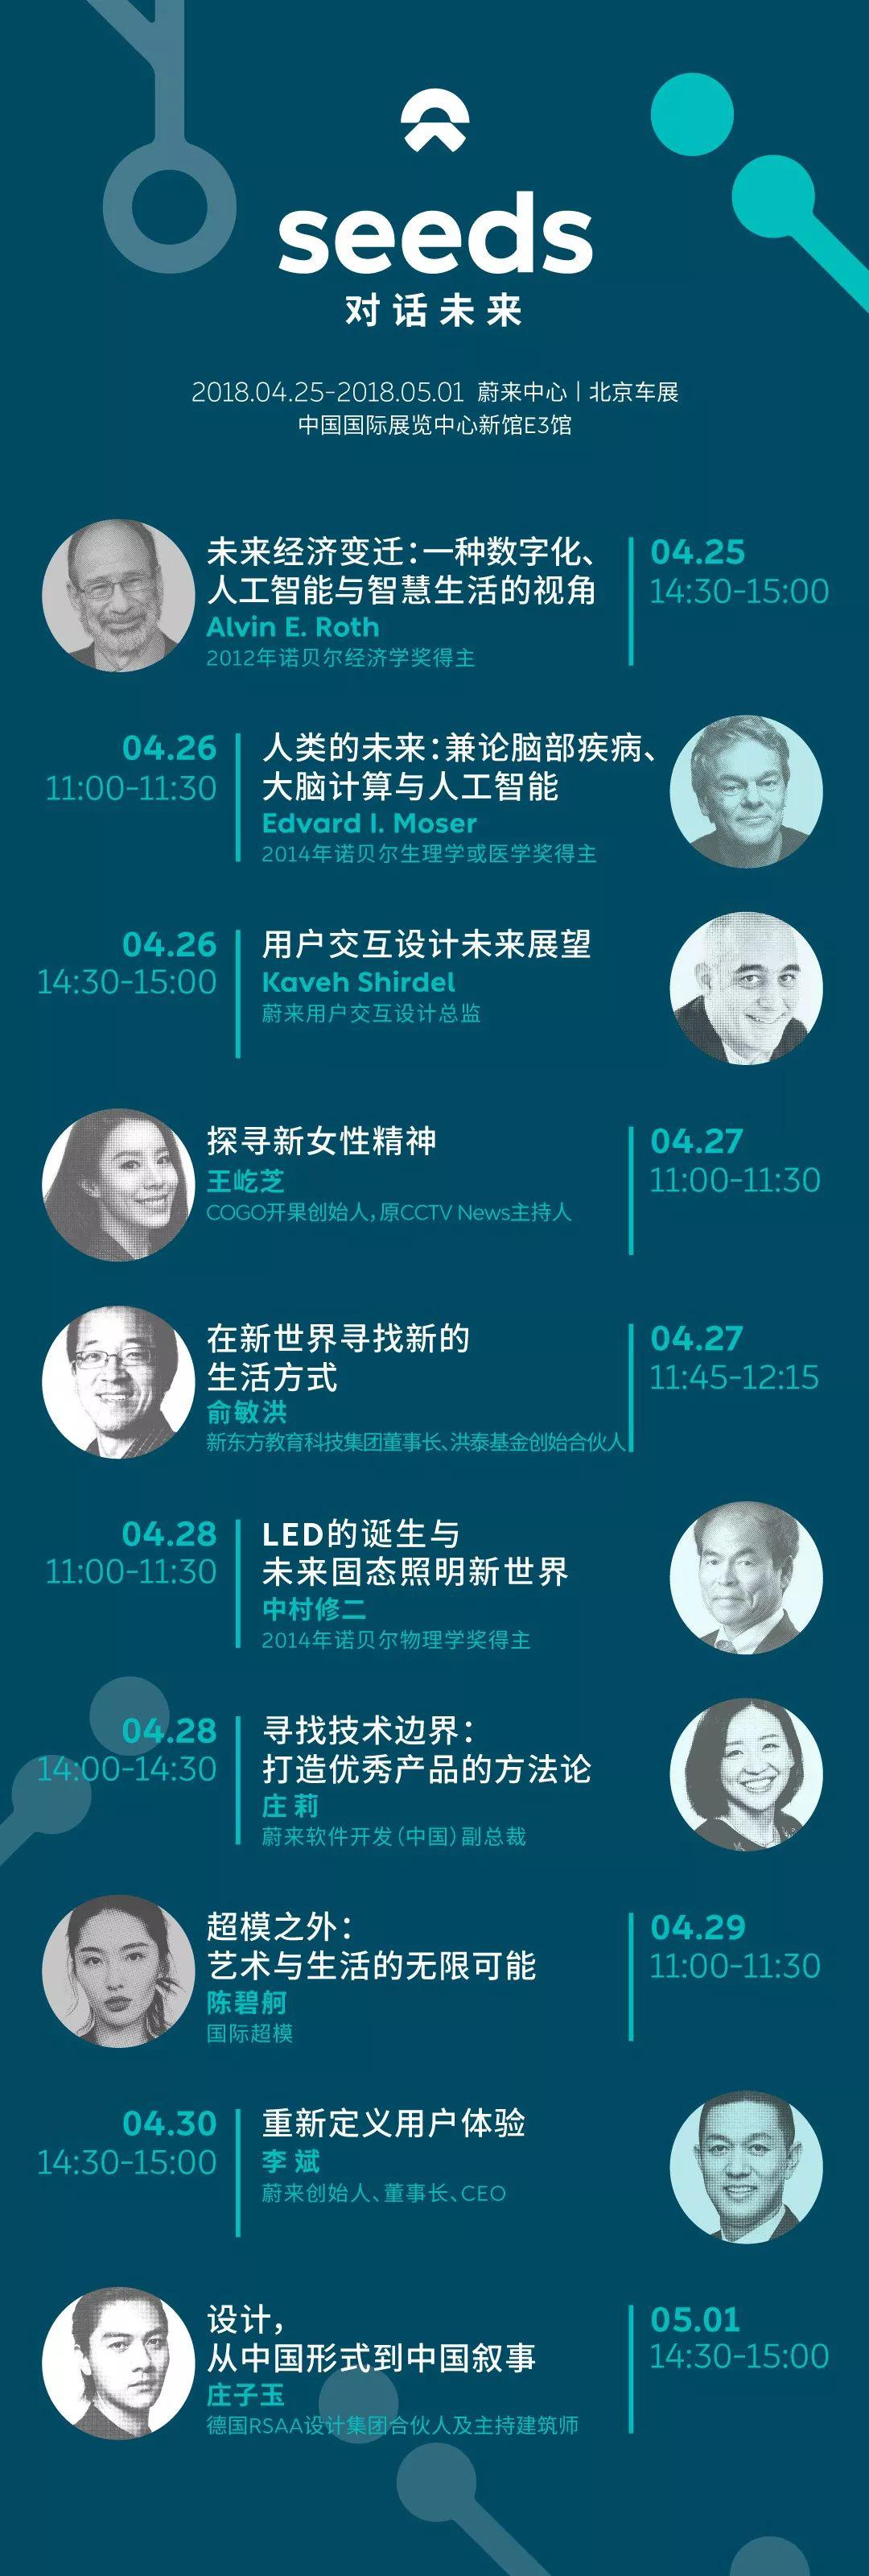 seeds
对话未来
2018.04.25-2018.05.01 蔚来中心 | 北京车展
中国国际展览中心新馆E3馆
未来经济变迁：一种数字化、
人工智能与智慧生活的视角
Alvin E. Roth
2012年诺贝尔经济学奖得主
04.25
14:30-15:00
04.26
11:00-11:30
人类的未来：兼论脑部疾病、
大脑计算与人工智能
Edvard I. Moser
2014年诺贝尔生理学或医学奖得主
04.26
14:30-15:00
用户交互设计未来展望
Kaveh Shirdel
蔚来用户交互设计总监
探寻新女性精神
王屹芝
COGO开果创始人，原CCTV News主持人
04.27
11:00-11:30
在新世界寻找新的
生活方式
俞敏洪
新东方教育科技集团董事长、洪泰基金创始合伙人
04.27
11:45-12:15
04.28
11:00-11:30
LED的诞生与
未来固态照明新世界
中村修二
2014年诺贝尔物理学奖得主
04.28
14:00-14:30
寻找技术边界：
打造优秀产品的方法论
庄 莉
蔚来软件开发（中国）副总裁
超模之外：
艺术与生活的无限可能
陈碧舸
国际超模
04.29
11:00-11:30
04.30
14:30-15:00
重新定义用户体验
李 斌
蔚来创始人、董事长、CEO
设计，
从中国形式到中国叙事
庄子玉
德国RSAA设计集团合伙人及主持建筑师
05.01
14:30-15:00